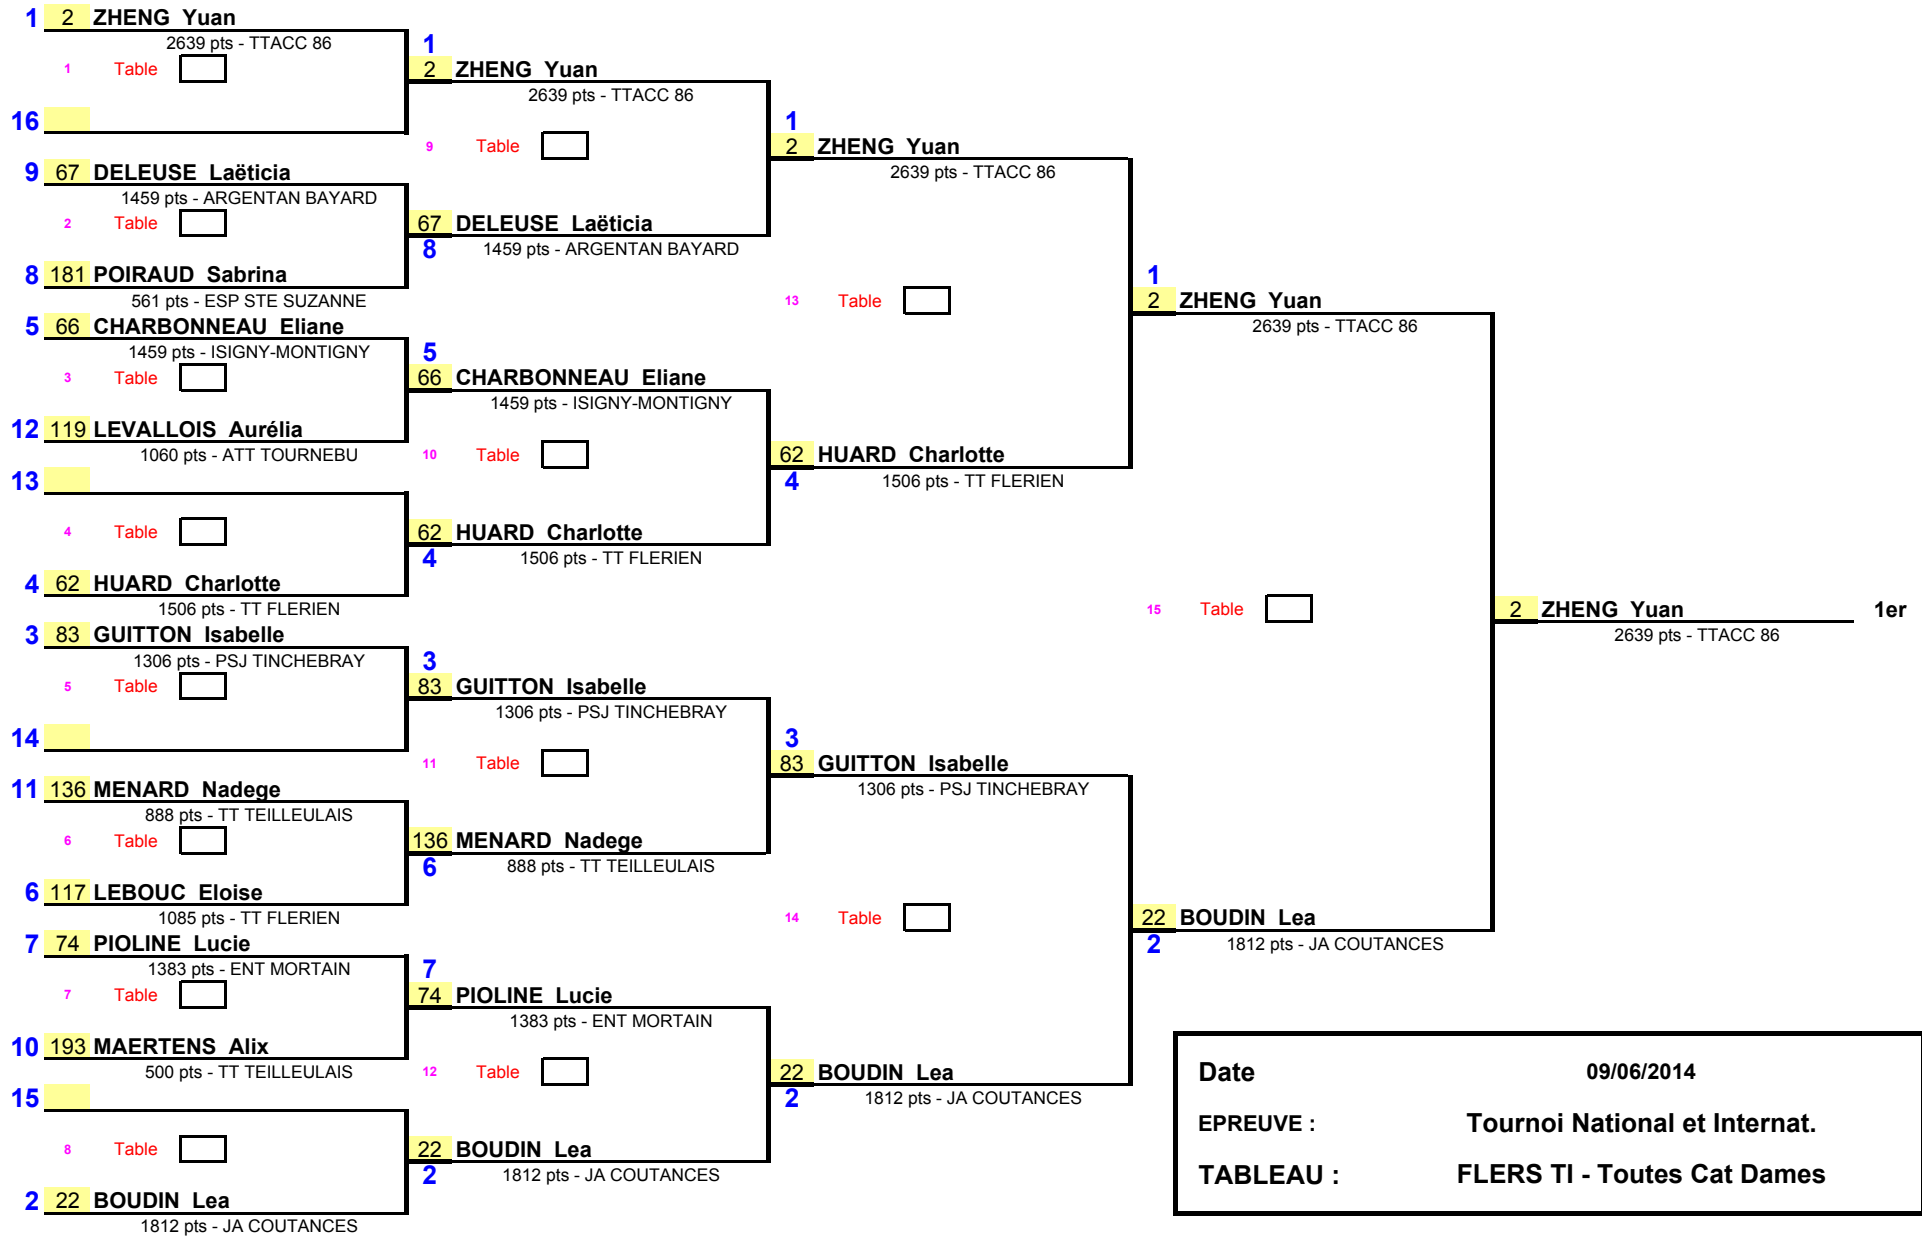 1 2 ZHENG Yuan
2639 pts - TTACC 86
1 Table
16
9 67 DELEUSE Laëticia
1459 pts - ARGENTAN BAYARD
2 Table
8 181 POIRAUD Sabrina
561 pts - ESP STE SUZANNE
5 66 CHARBONNEAU Eliane
1459 pts - ISIGNY-MONTIGNY
3 Table
12 119 LEVALLOIS Aurélia
1060 pts - ATT TOURNEBU
13
4 Table
4 62 HUARD Charlotte
1506 pts - TT FLERIEN
3 83 GUITTON Isabelle
1306 pts - PSJ TINCHEBRAY
5 Table
14
11 136 MENARD Nadege
888 pts - TT TEILLEULAIS
6 Table
6 117 LEBOUC Eloise
1085 pts - TT FLERIEN
7 74 PIOLINE Lucie
1383 pts - ENT MORTAIN
7 Table
10 193 MAERTENS Alix
500 pts - TT TEILLEULAIS
15
8 Table
2 22 BOUDIN Lea
1812 pts - JA COUTANCES
1
2 ZHENG Yuan
2639 pts - TTACC 86
9 Table
67 DELEUSE Laëticia
8 1459 pts - ARGENTAN BAYARD
5
66 CHARBONNEAU Eliane
1459 pts - ISIGNY-MONTIGNY
10 Table
62 HUARD Charlotte
4 1506 pts - TT FLERIEN
3
83 GUITTON Isabelle
1306 pts - PSJ TINCHEBRAY
11 Table
136 MENARD Nadege
6 888 pts - TT TEILLEULAIS
7
74 PIOLINE Lucie
1383 pts - ENT MORTAIN
12 Table
22 BOUDIN Lea
2 1812 pts - JA COUTANCES
1
2 ZHENG Yuan
2639 pts - TTACC 86
13 Table
62 HUARD Charlotte
4 1506 pts - TT FLERIEN
3
83 GUITTON Isabelle
1306 pts - PSJ TINCHEBRAY
14 Table
22 BOUDIN Lea
2 1812 pts - JA COUTANCES
1
2 ZHENG Yuan
2639 pts - TTACC 86
15 Table
22 BOUDIN Lea
2 1812 pts - JA COUTANCES
2 ZHENG Yuan 1er
2639 pts - TTACC 86
Date 09/06/2014
EPREUVE : Tournoi National et Internat.
TABLEAU : FLERS TI - Toutes Cat Dames